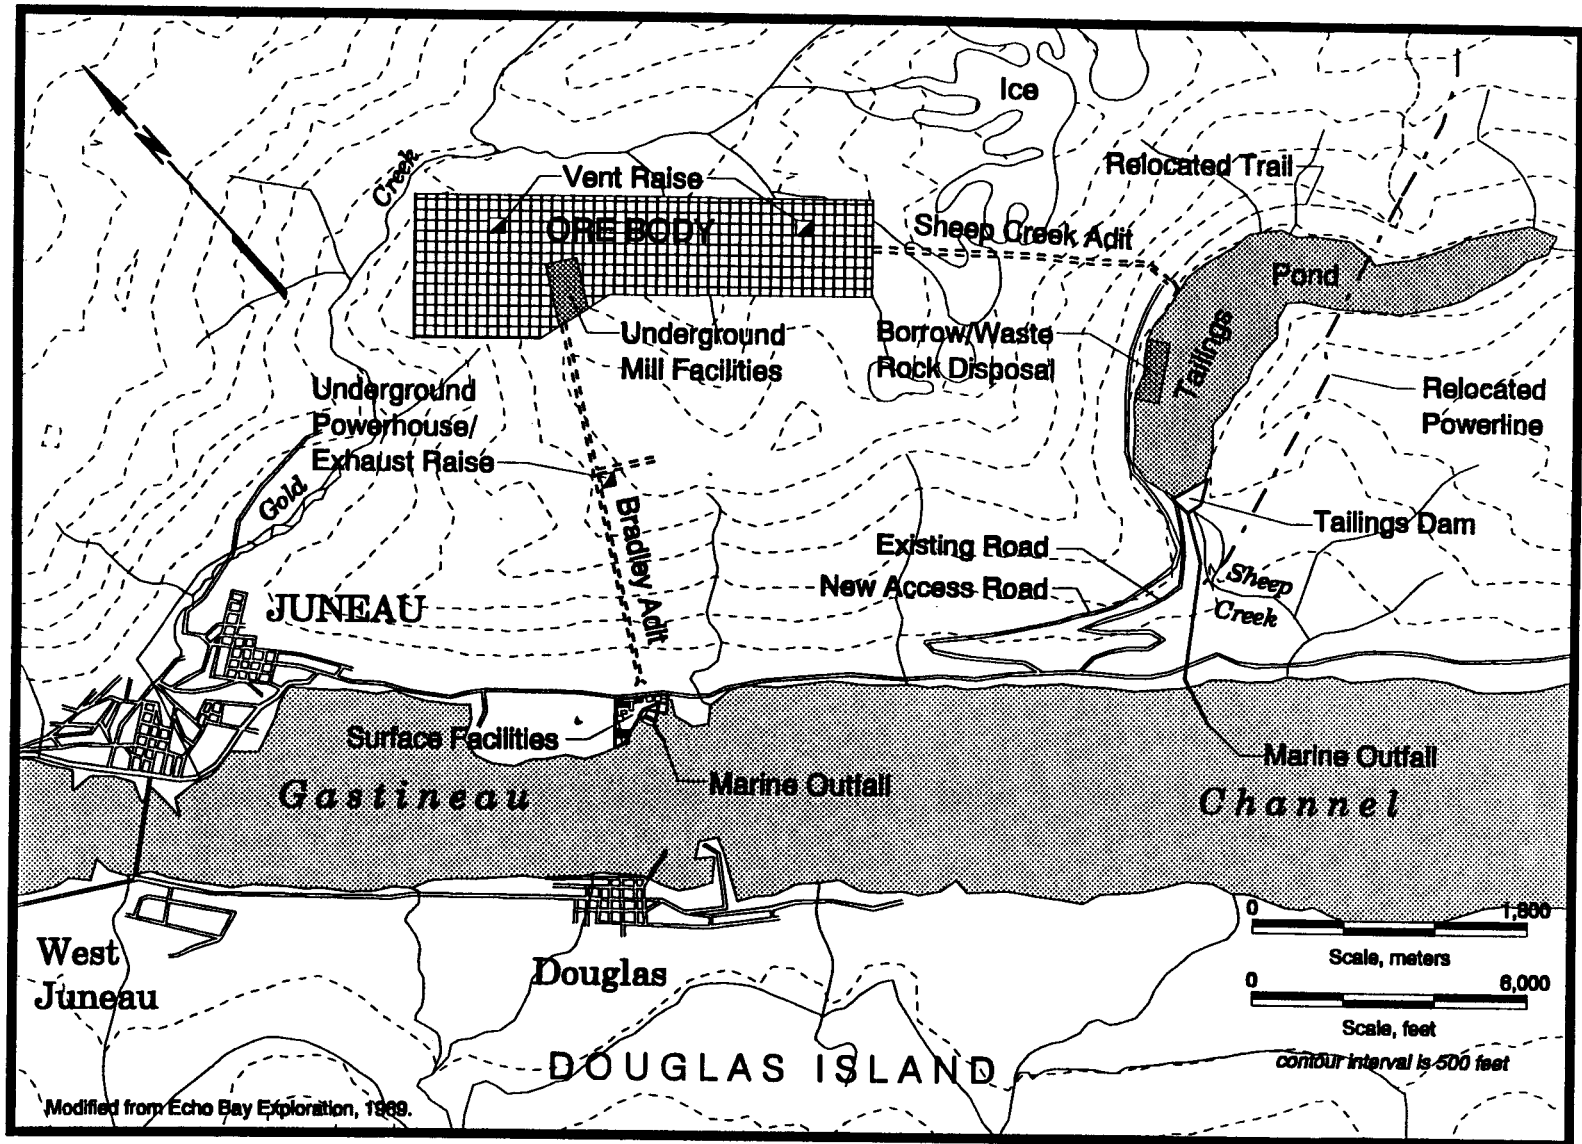 Ice
N
Creek
Vent Raise
Relocated Trail
ORE BODY
Sheep Creek Adit
Pond
Tailings
Underground
Mill Facilities
Borrow/Waste
Rock Disposal
Underground
Powerhouse/
Exhaust Raise
Relocated
Powerline
Gold
Bradley Adit
Tailings Dam
Existing Road
New Access Road
Sheep
Creek
JUNEAU
Surface Facilities
Marine Outfall
Marine Outfall
Gastineau
Channel
West
Juneau
Douglas
0 1,800
Scale, meters
0 6,000
Scale, feet
contour interval is 500 feet
DOUGLAS ISLAND
Modified from Echo Bay Exploration, 1989.